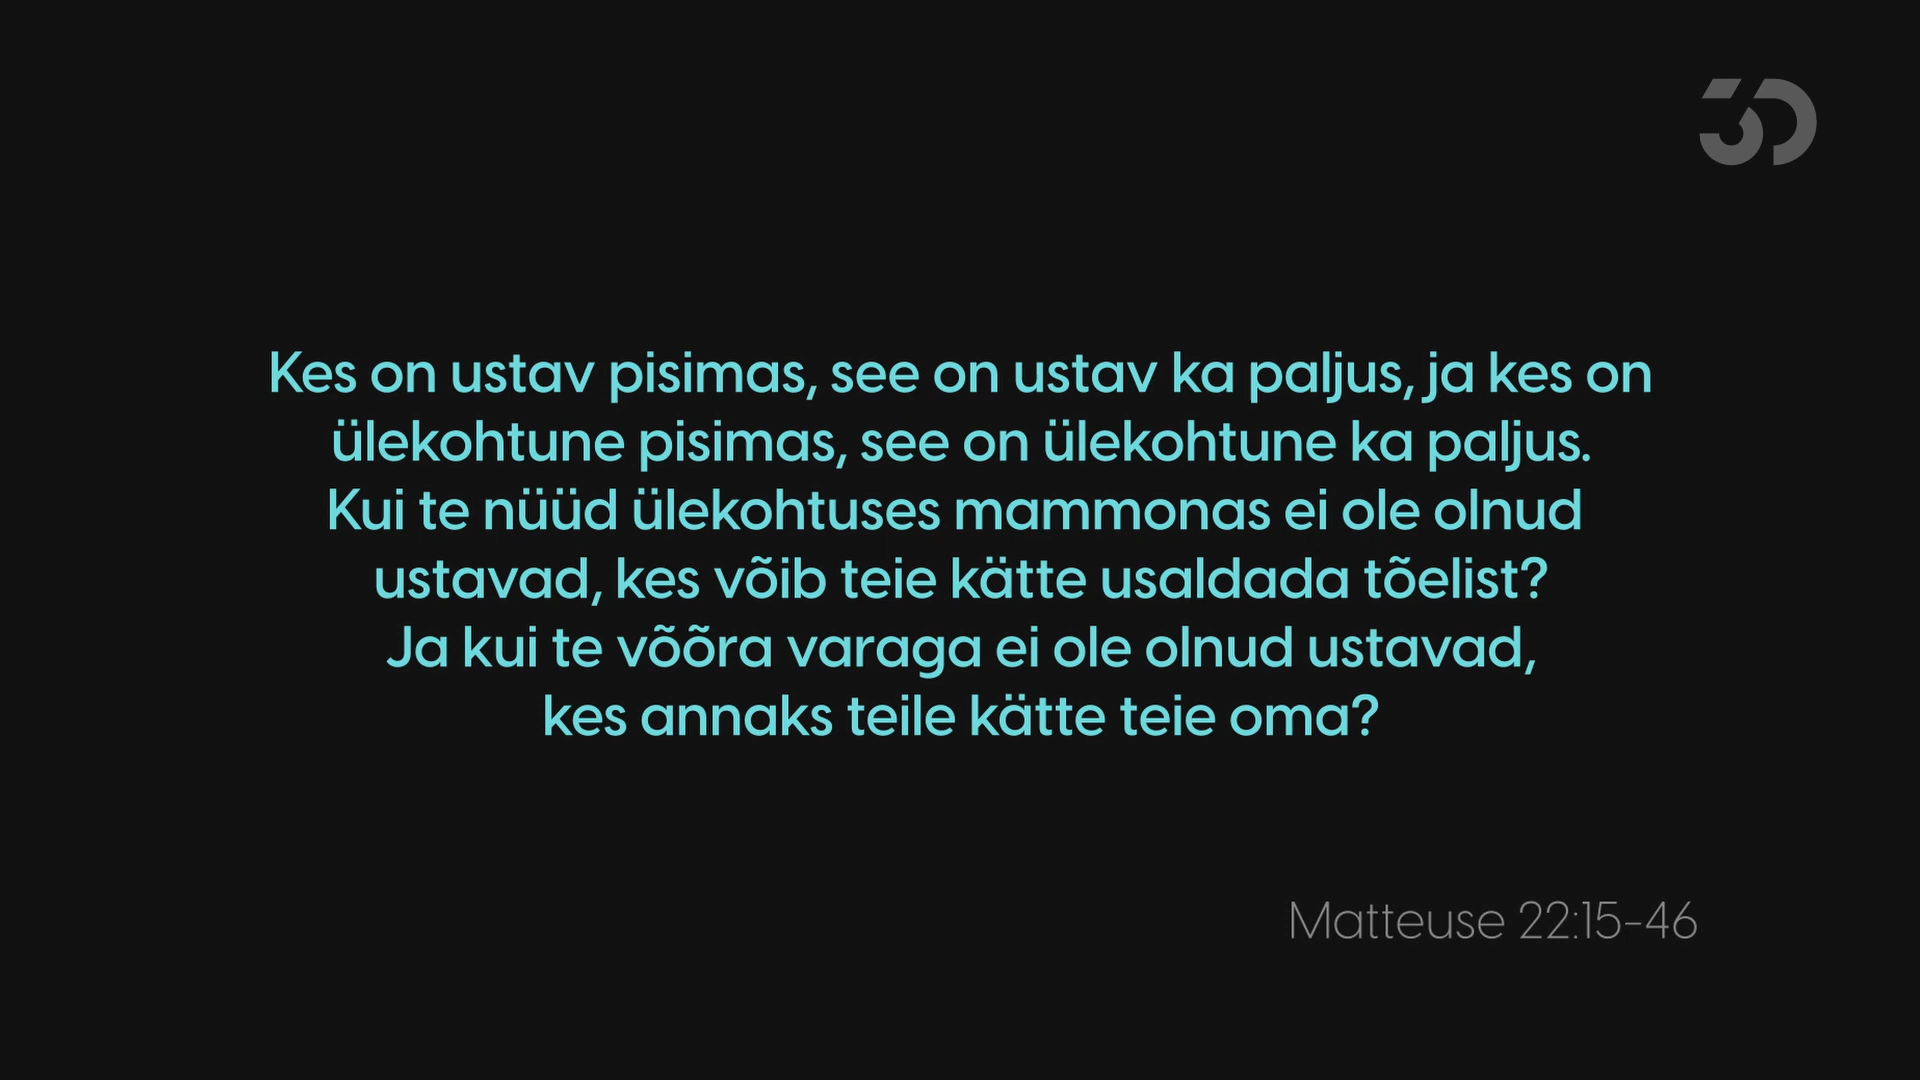 3D
Kes on ustav pisimas, see on ustav ka paljus, ja kes on
ülekohtune pisimas, see on ülekohtune ka paljus.
Kui te nüüd ülekohtuses mammonas ei ole olnud
ustavad, kes võib teie kätte usaldada tõelist?
Ja kui te võõra varaga ei ole olnud ustavad,
kes annaks teile kätte teie oma?
Matteuse 22:15-46